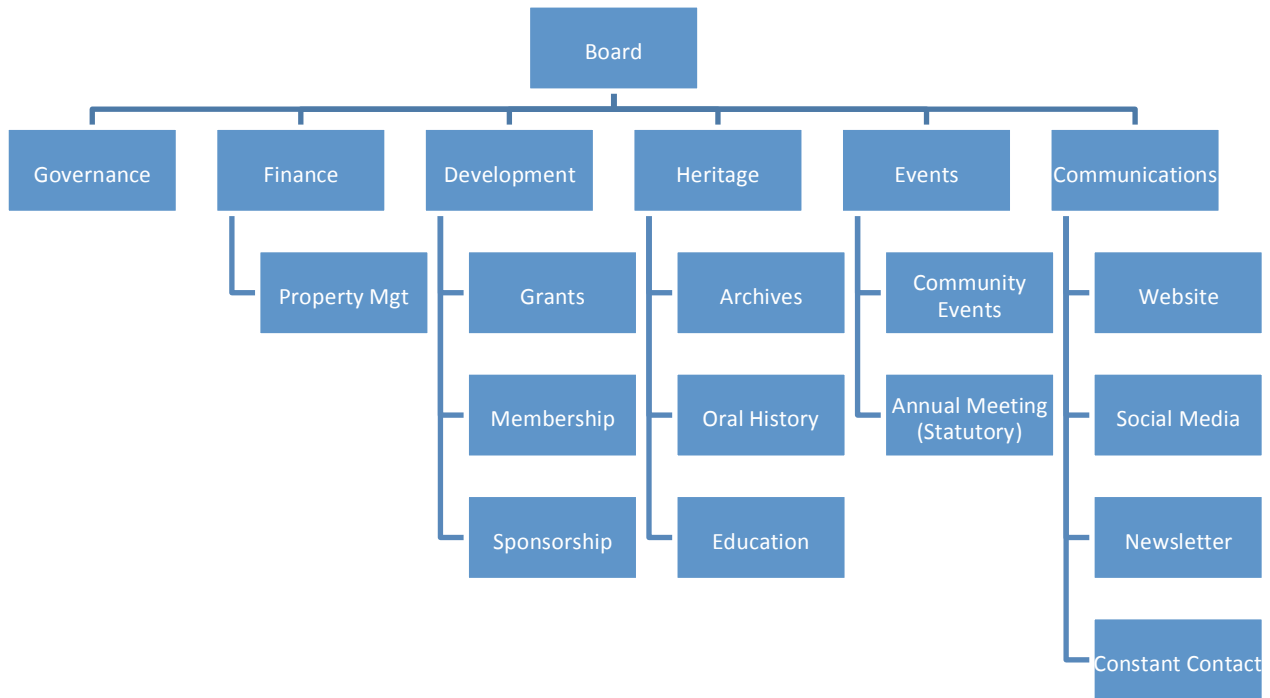 Board
Governance
Finance
Development
Heritage
Events
Communications
Property Mgt
Grants
Archives
Community
Events
Website
Membership
Oral History
Annual Meeting
(Statutory)
Social Media
Sponsorship
Education
Newsletter
Constant Contact